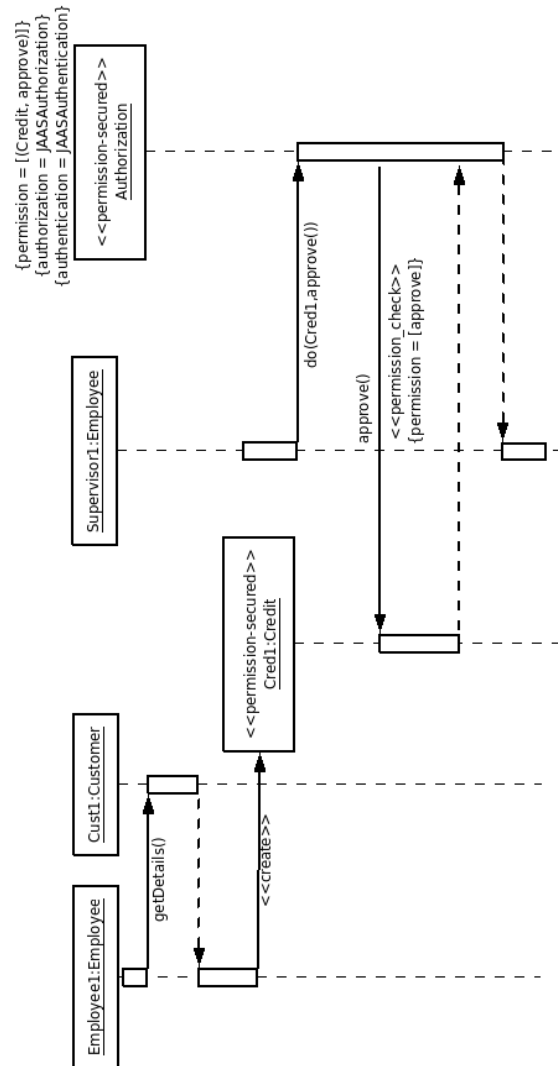 Employee1:Employee
Cust1:Customer
Supervisor1:Employee
{permission = [(Credit, approve)]}
{authorization = JAASAuthorization}
{authentication = JAASAuthentication}
<<permission-secured>>
Authorization
getDetails()
<<create>>
<<permission-secured>>
Cred1:Credit
do(Cred1,approve())
approve()
<<permission_check>>
{permission = [approve]}